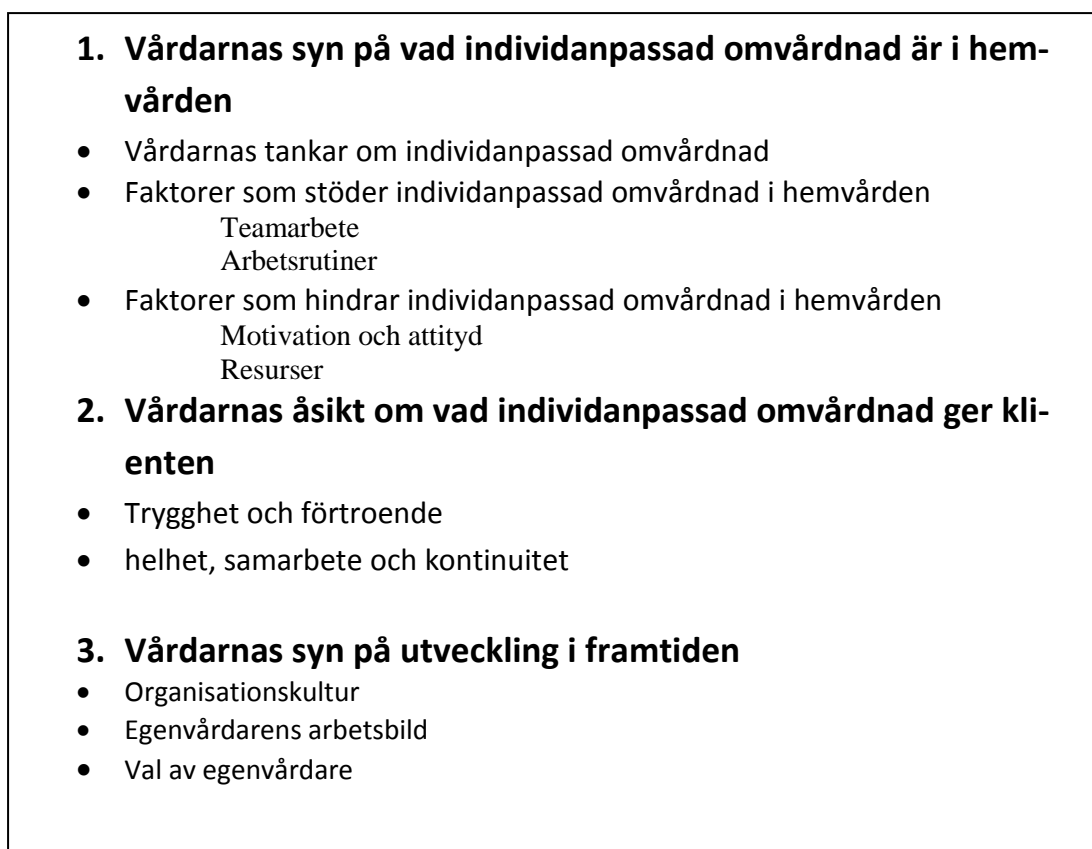 1. Vårdarnas syn på vad individanpassad omvårdnad är i hem-
vården
• Vårdarnas tankar om individanpassad omvårdnad
• Faktorer som stöder individanpassad omvårdnad i hemvården
Teamarbete
Arbetsrutiner
• Faktorer som hindrar individanpassad omvårdnad i hemvården
Motivation och attityd
Resurser
2. Vårdarnas åsikt om vad individanpassad omvårdnad ger kli-
enten
• Trygghet och förtroende
• helhet, samarbete och kontinuitet
3. Vårdarnas syn på utveckling i framtiden
• Organisationskultur
• Egenvårdarens arbetsbild
• Val av egenvårdare